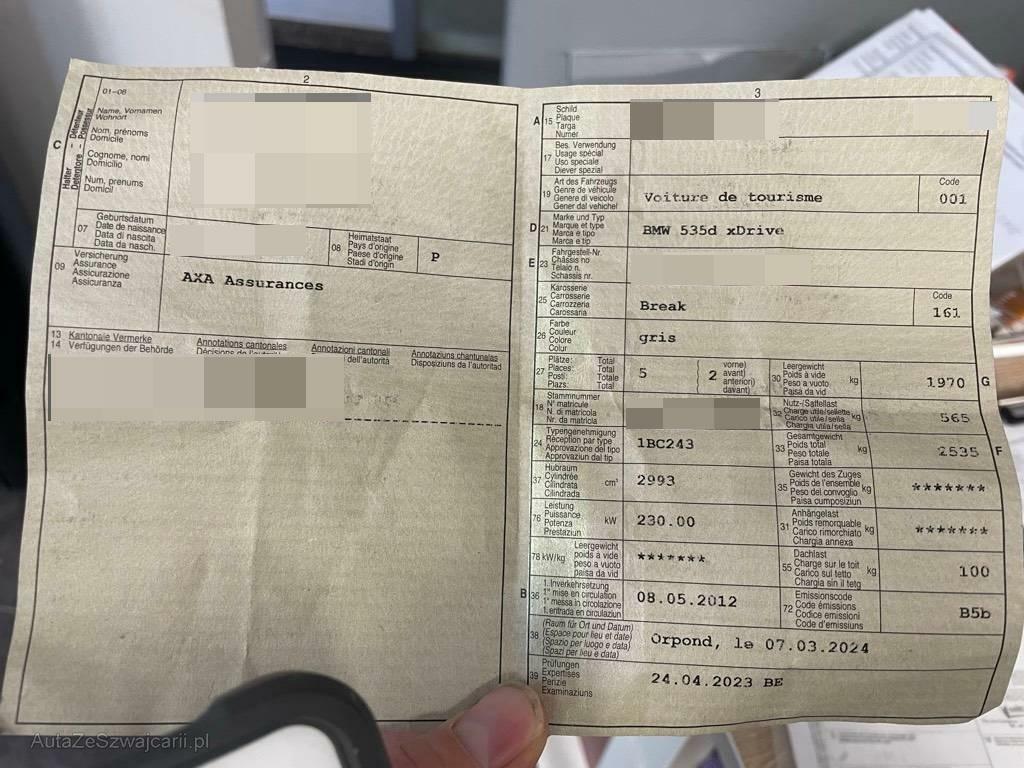 2
01-08
C
Halter - Détenteur
Detentore - Possessur
Name, Vornamen
Wohnort
Nom, prénoms
Domicile
Cognome, nomi
Domicilio
Num, prenums
Domicil
07
Geburtsdatum
Date de naissance
Data di nascita
Data da nasch.
08
Heimatstaat
Pays d'origine
Paese d'origine
Stadi d'origin
P
09
Versicherung
Assurance
Assicurazione
Assicuranza
AXA Assurances
13 Kantonale Vermerke
14 Verfügungen der Behörde
Annotations cantonales
Annotazioni cantonali
dell'autorità
Annotaziuns chantunalas
Disposiziuns da l'autoritad
3
A 15
Schild
Plaque
Targa
Numer
17
Bes. Verwendung
Usage spécial
Uso speciale
Diever spezial
19
Art des Fahrzeugs
Genre de véhicule
Genere di veicolo
Gener dal vehichel
Voiture de tourisme
Code
001
D 21
Marke und Typ
Marque et type
Marca e tipo
Marca e tip
BMW 535d xDrive
E 23
Fahrgestell-Nr.
Châssis no
Telaio n.
Schassis nr.
25
Karosserie
Carrosserie
Carrozzeria
Carossaria
Break
Code
161
26
Farbe
Couleur
Colore
Colur
gris
27
Plätze: Total
Places: Total
Posti: Totale
Plazs: Total
5
2
vorne)
avant)
anteriori)
davant)
30
Leergewicht
Poids à vide
Peso a vuoto
Paisa da vid
kg
1970
G
18
Stammnummer
N° matricule
N. di matricola
Nr. da matricla
32
Nutz-/Sattellast
Charge utile/sellette
Carico utile/sella
Chargia utila/sella
kg
565
24
Typengenehmigung
Réception par type
Approvazione del tipo
Approvaziun dal tip
1BC243
33
Gesamtgewicht
Poids total
Peso totale
Paisa totala
kg
2535
F
37
Hubraum
Cylindrée
Cilindrata
Cilindrada
cm³
2993
35
Gewicht des Zuges
Poids de l'ensemble
Peso del convoglio
Paisa cumposiziun
kg
*******
76
Leistung
Puissance
Potenza
Prestaziun
kW
230.00
31
Anhängelast
Poids remorquable
Carico rimorchiato
Chargia annexa
kg
*******
78 kW/kg
Leergewicht
poids à vide
peso a vuoto
paisa da vid
*******
55
Dachlast
Charge sur le toit
Carico sul tetto
Chargia sin il tetg
kg
100
B 36
1. Inverkehrsetzung
1re mise en circulation
1a messa in circolazione
1. entrada en circulaziun
08.05.2012
72
Emissionscode
Code émissions
Codice emissioni
Code d'emissiuns
B5b
38
(Raum für Ort und Datum)
(Espace pour lieu et date)
(Spazio per luogo e data)
(Spazi per lieu e data)
Orpond, le 07.03.2024
39
Prüfungen
Expertises
Perizie
Examinaziuns
24.04.2023 BE
AutaZeSzwajcarii.pl